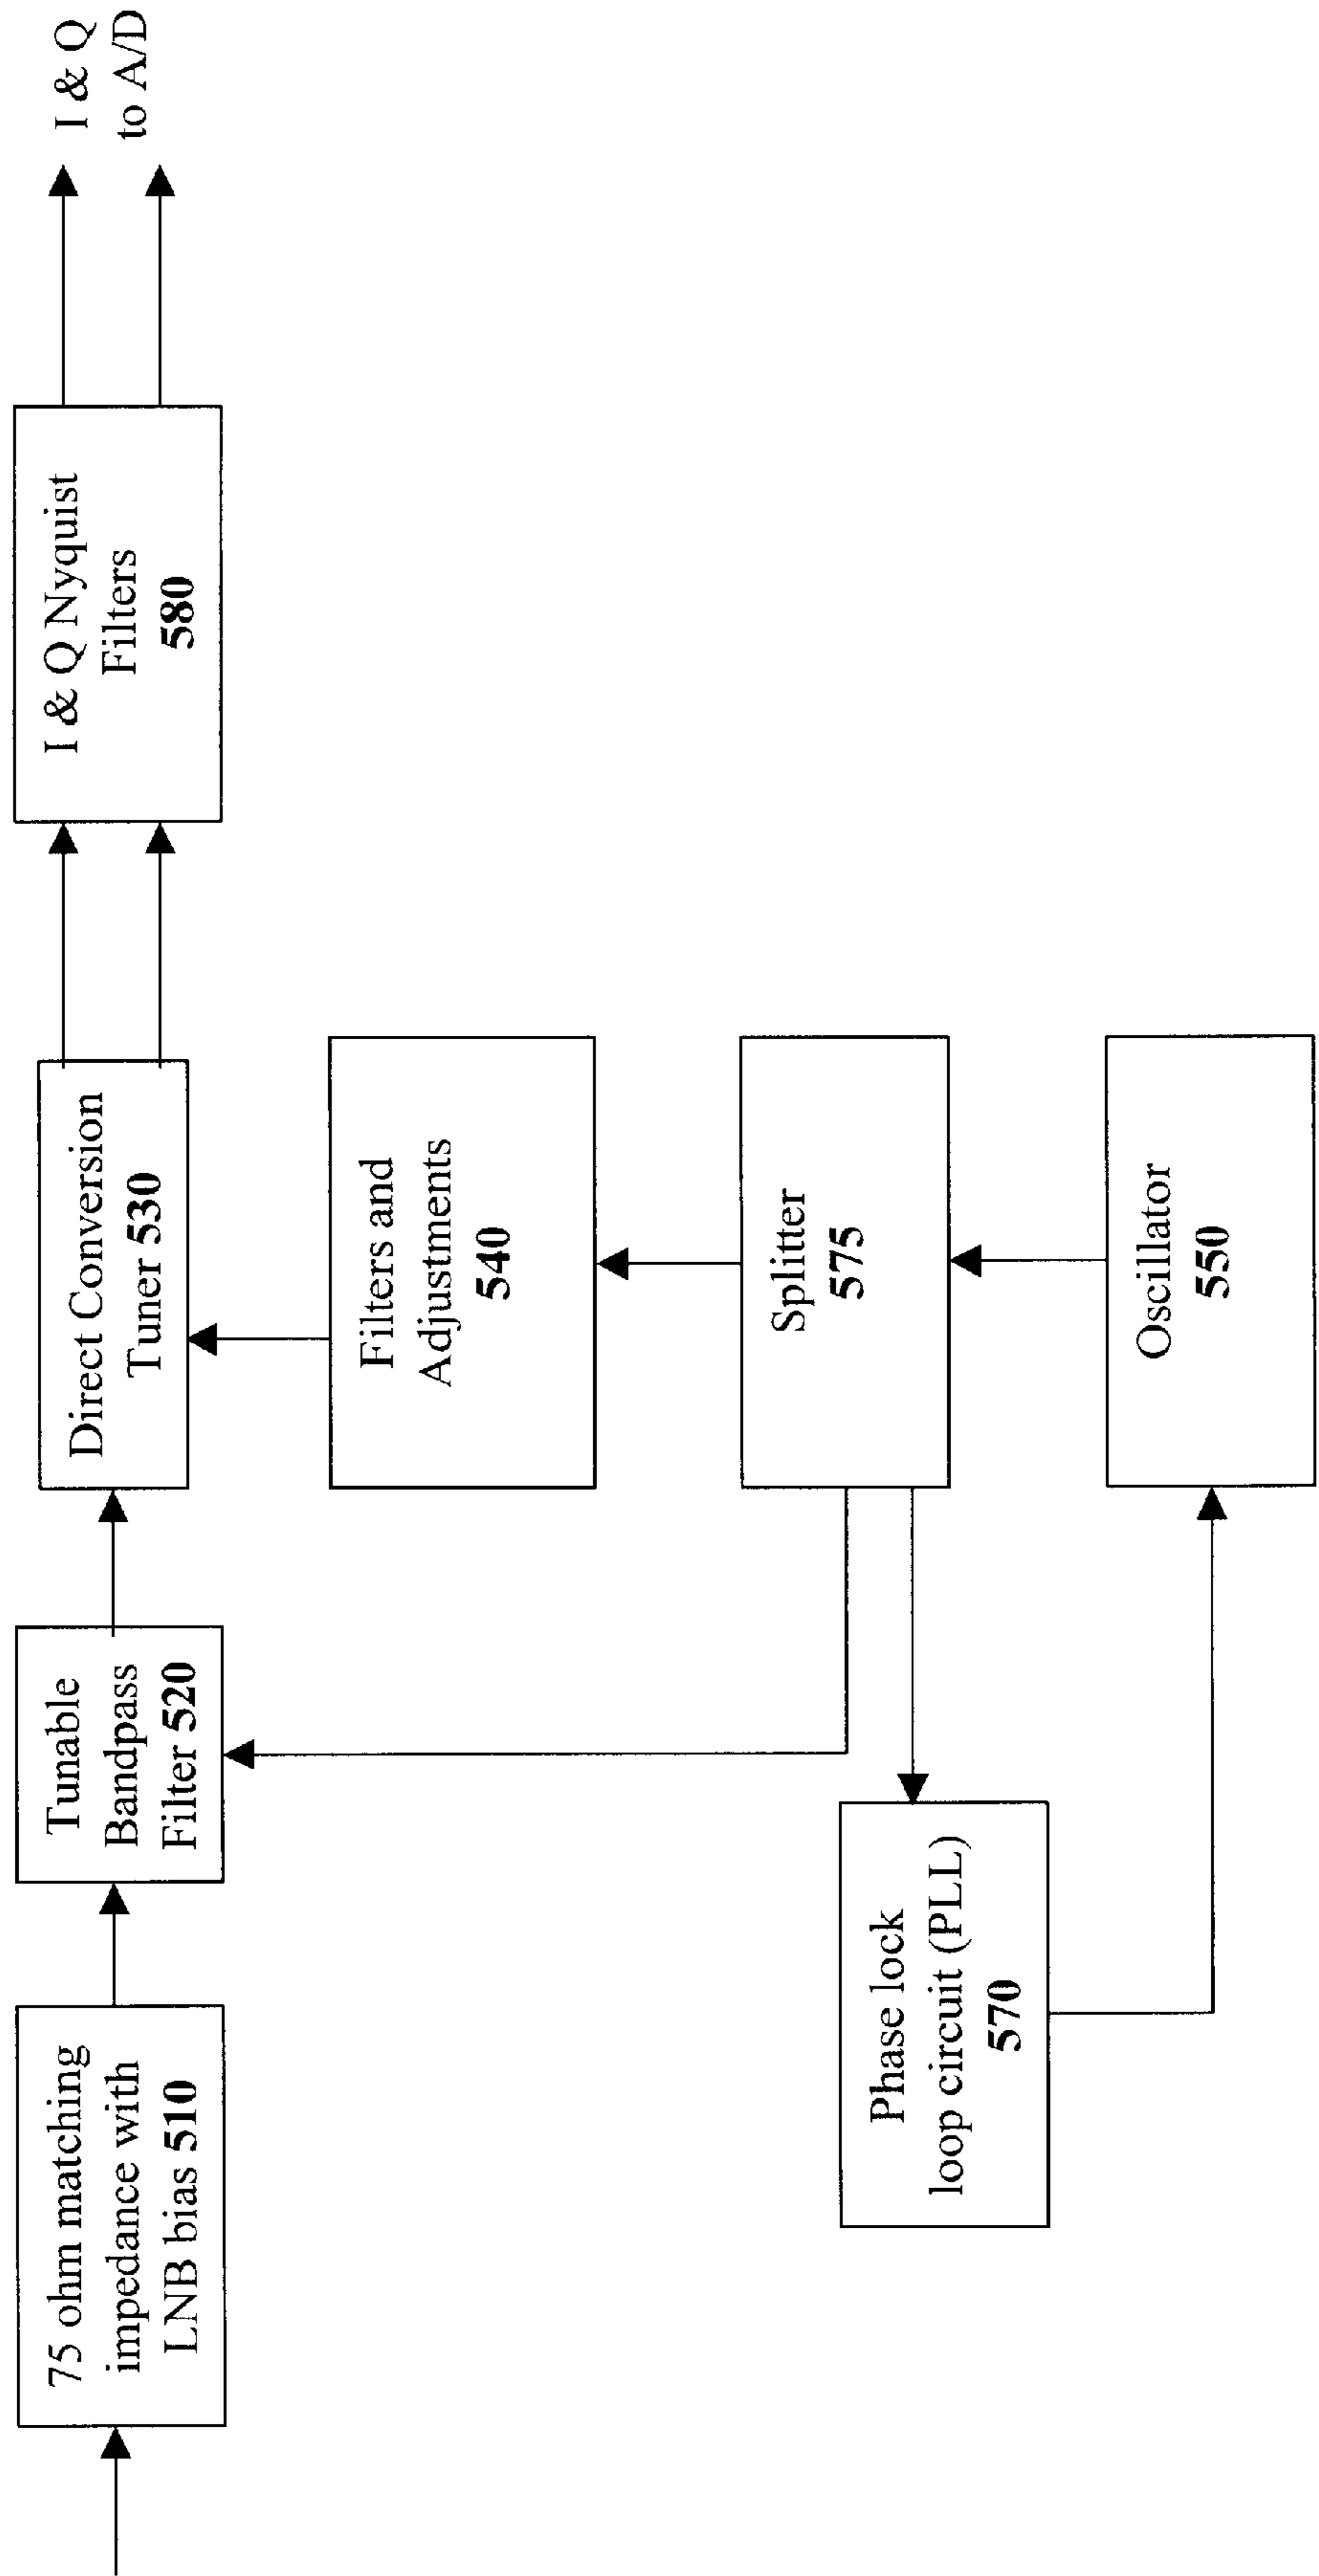 75 ohm matching
impedance with
LNB bias 510
Tunable
Bandpass
Filter 520
Direct Conversion
Tuner 530
I & Q Nyquist
Filters
580
I & Q
to A/D
Filters and
Adjustments
540
Splitter
575
Phase lock
loop circuit (PLL)
570
Oscillator
550